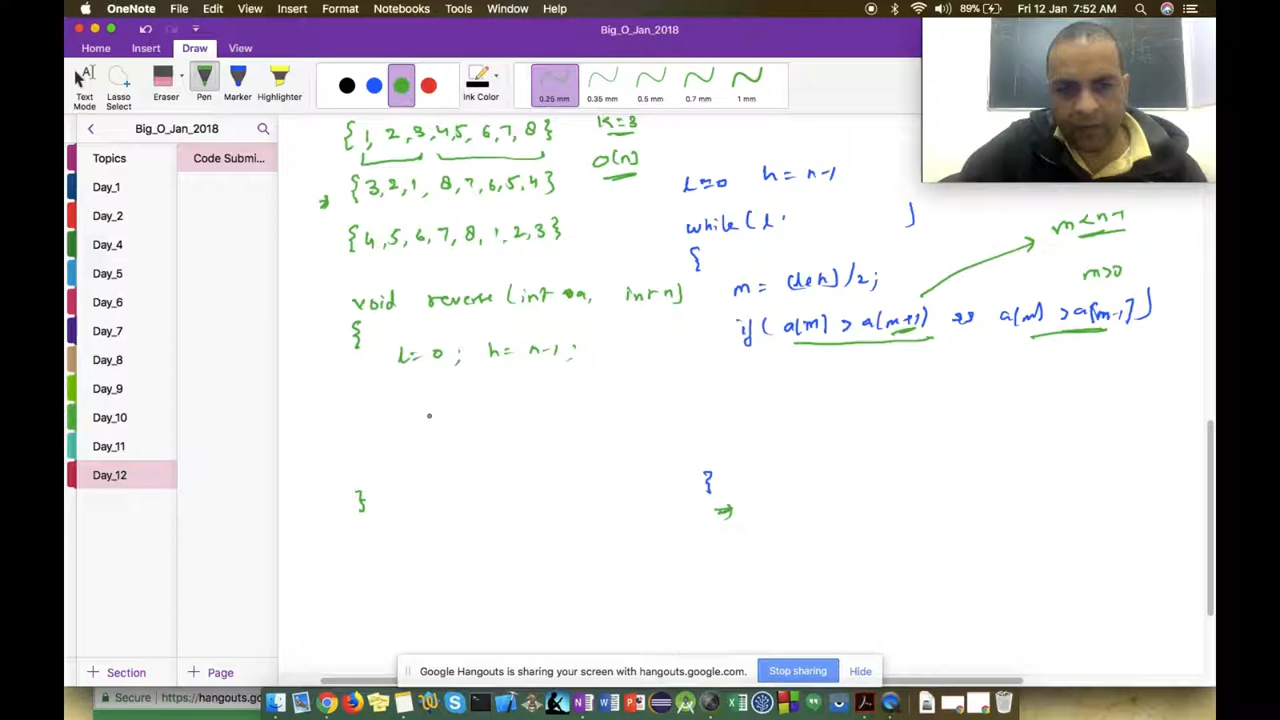 OneNote File Edit View Insert Format Notebooks Tools Window Help 89% Fri 12 Jan 7:52 AM
Big_O_Jan_2018
Home Insert Draw View
Text Mode
Lasso Select
Eraser
Pen
Marker
Highlighter
Ink Color
0.25 mm
0.35 mm
0.5 mm
0.7 mm
1 mm
Big_O_Jan_2018
Topics
Day_1
Day_2
Day_4
Day_5
Day_6
Day_7
Day_8
Day_9
Day_10
Day_11
Day_12
Code Submi...
{1, 2, 3, 4, 5, 6, 7, 8} K=3
O(n)
{3, 2, 1, 8, 7, 6, 5, 4}
{4, 5, 6, 7, 8, 1, 2, 3}
void reverse (int a, int n)
{
l=0; h= n-1;
}
l=0 h= n-1
while (l )
{
m = /2;
if( a(m) > a(m+1) a(m) > a(m-1))
}
m<n-1
m>0
+ Section + Page
Google Hangouts is sharing your screen with hangouts.google.com. Stop sharing Hide
Secure https://hangouts.go